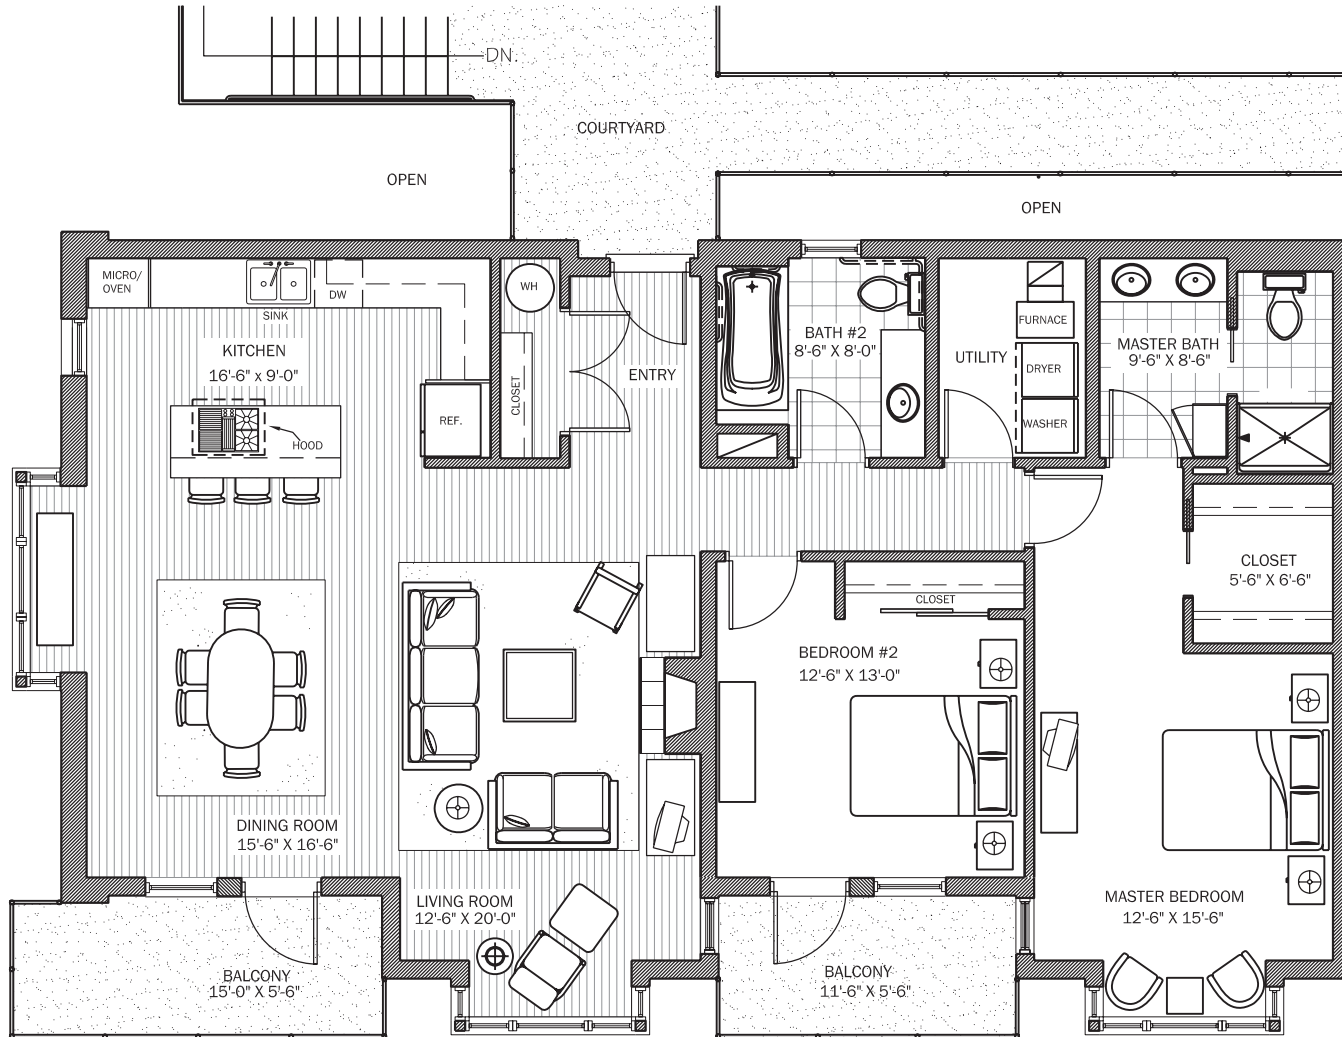 DN.
COURTYARD
OPEN
OPEN
MICRO/
OVEN
SINK
DW
WH
KITCHEN
16'-6" x 9'-0"
REF.
HOOD
CLOSET
ENTRY
BATH #2
8'-6" X 8'-0"
UTILITY
FURNACE
DRYER
WASHER
MASTER BATH
9'-6" X 8'-6"
CLOSET
5'-6" X 6'-6"
CLOSET
BEDROOM #2
12'-6" X 13'-0"
DINING ROOM
15'-6" X 16'-6"
LIVING ROOM
12'-6" X 20'-0"
MASTER BEDROOM
12'-6" X 15'-6"
BALCONY
15'-0" X 5'-6"
BALCONY
11'-6" X 5'-6"